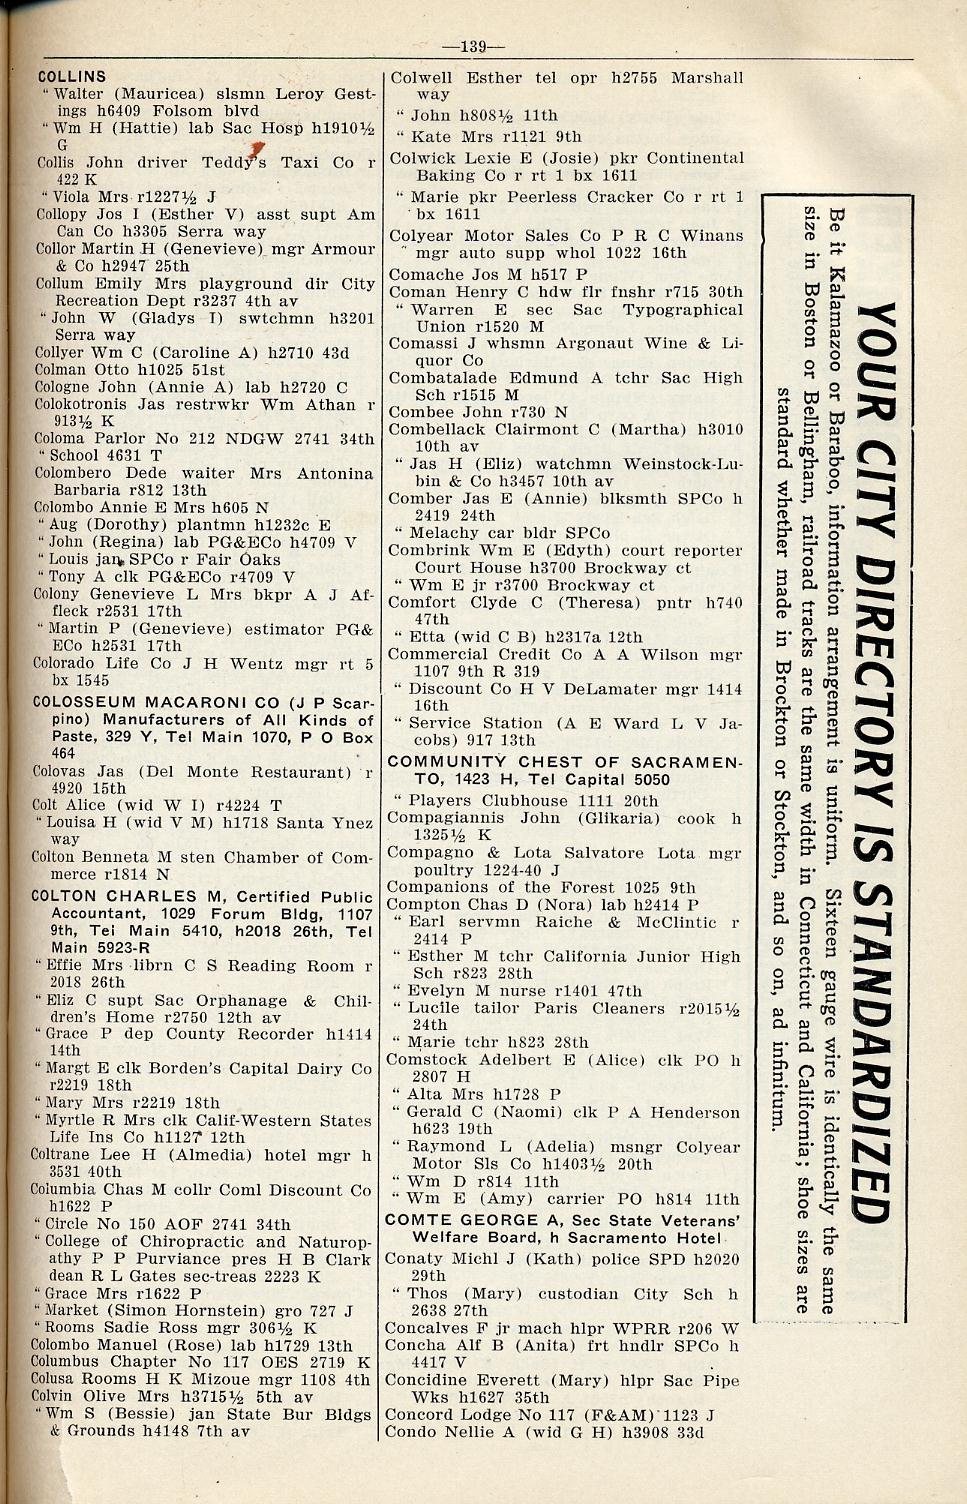 —139—
COLLINS
" Walter (Mauricea) slsmn Leroy Gest-
ings h6409 Folsom blvd
" Wm H (Hattie) lab Sac Hosp h1910½
G
Collis John driver Teddy's Taxi Co r
422 K
" Viola Mrs r1227½ J
Collopy Jos I (Esther V) asst supt Am
Can Co h3305 Serra way
Collor Martin H (Genevieve) mgr Armour
& Co h2947 25th
Collum Emily Mrs playground dir City
Recreation Dept r3237 4th av
" John W (Gladys I) swtchmn h3201
Serra way
Collyer Wm C (Caroline A) h2710 43d
Colman Otto h1025 51st
Cologne John (Annie A) lab h2720 C
Colokotronis Jas restrwkr Wm Athan r
913½ K
Coloma Parlor No 212 NDGW 2741 34th
" School 4631 T
Colombero Dede waiter Mrs Antonina
Barbaria r812 13th
Colombo Annie E Mrs h605 N
" Aug (Dorothy) plantmn h1232c E
" John (Regina) lab PG&ECo h4709 V
" Louis jan SPCo r Fair Oaks
" Tony A clk PG&ECo r4709 V
Colony Genevieve L Mrs bkpr A J Af-
fleck r2531 17th
" Martin P (Genevieve) estimator PG&
ECo h2531 17th
Colorado Life Co J H Wentz mgr rt 5
bx 1545
COLOSSEUM MACARONI CO (J P Scar-
pino) Manufacturers of All Kinds of
Paste, 329 Y, Tel Main 1070, P O Box
464
Colovas Jas (Del Monte Restaurant) r
4920 15th
Colt Alice (wid W I) r4224 T
" Louisa H (wid V M) h1718 Santa Ynez
way
Colton Benneta M sten Chamber of Com-
merce r1814 N
COLTON CHARLES M, Certified Public
Accountant, 1029 Forum Bldg, 1107
9th, Tel Main 5410, h2018 26th, Tel
Main 5923-R
" Effie Mrs librn C S Reading Room r
2018 26th
" Eliz C supt Sac Orphanage & Chil-
dren's Home r2750 12th av
" Grace P dep County Recorder h1414
14th
" Margt E clk Borden's Capital Dairy Co
r2219 18th
" Mary Mrs r2219 18th
" Myrtle R Mrs clk Calif-Western States
Life Ins Co h1127 12th
Coltrane Lee H (Almedia) hotel mgr h
3531 40th
Columbia Chas M collr Coml Discount Co
h1622 P
" Circle No 150 AOF 2741 34th
" College of Chiropractic and Naturop-
athy P P Purviance pres H B Clark
dean R L Gates sec-treas 2223 K
" Grace Mrs r1622 P
" Market (Simon Hornstein) gro 727 J
" Rooms Sadie Ross mgr 306½ K
Colombo Manuel (Rose) lab h1729 13th
Columbus Chapter No 117 OES 2719 K
Colusa Rooms H K Mizoue mgr 1108 4th
Colvin Olive Mrs h3715½ 5th av
" Wm S (Bessie) jan State Bur Bldgs
& Grounds h4148 7th av
Colwell Esther tel opr h2755 Marshall
way
" John h808½ 11th
" Kate Mrs r1121 9th
Colwick Lexie E (Josie) pkr Continental
Baking Co r rt 1 bx 1611
" Marie pkr Peerless Cracker Co r rt 1
bx 1611
Colyear Motor Sales Co P R C Winans
mgr auto supp whol 1022 16th
Comache Jos M h517 P
Coman Henry C hdw flr fnshr r715 30th
" Warren E sec Sac Typographical
Union r1520 M
Comassi J whsmn Argonaut Wine & Li-
quor Co
Combatalade Edmund A tchr Sac High
Sch r1515 M
Combee John r730 N
Combellack Clairmont C (Martha) h3010
10th av
" Jas H (Eliz) watchmn Weinstock-Lu-
bin & Co h3457 10th av
Comber Jas E (Annie) blksmth SPCo h
2419 24th
" Melachy car bldr SPCo
Combrink Wm E (Edyth) court reporter
Court House h3700 Brockway ct
" Wm E jr r3700 Brockway ct
Comfort Clyde C (Theresa) pntr h740
47th
" Etta (wid C B) h2317a 12th
Commercial Credit Co A A Wilson mgr
1107 9th R 319
" Discount Co H V DeLamater mgr 1414
16th
" Service Station (A E Ward L V Ja-
cobs) 917 13th
COMMUNITY CHEST OF SACRAMEN-
TO, 1423 H, Tel Capital 5050
" Players Clubhouse 1111 20th
Compagiannis John (Glikaria) cook h
1325½ K
Compagno & Lota Salvatore Lota mgr
poultry 1224-40 J
Companions of the Forest 1025 9th
Compton Chas D (Nora) lab h2414 P
" Earl servmn Raiche & McClintic r
2414 P
" Esther M tchr California Junior High
Sch r823 28th
" Evelyn M nurse r1401 47th
" Lucile tailor Paris Cleaners r2015½
24th
" Marie tchr h823 28th
Comstock Adelbert E (Alice) clk PO h
2807 H
" Alta Mrs h1728 P
" Gerald C (Naomi) clk P A Henderson
h623 19th
" Raymond L (Adelia) msngr Colyear
Motor Sls Co h1403½ 20th
" Wm D r814 11th
" Wm E (Amy) carrier PO h814 11th
COMTE GEORGE A, Sec State Veterans'
Welfare Board, h Sacramento Hotel
Conaty Michl J (Kath) police SPD h2020
29th
" Thos (Mary) custodian City Sch h
2638 27th
Concalves F jr mach hlpr WPRR r206 W
Concha Alf B (Anita) frt hndlr SPCo h
4417 V
Concidine Everett (Mary) hlpr Sac Pipe
Wks h1627 35th
Concord Lodge No 117 (F&AM) 1123 J
Condo Nellie A (wid G H) h3908 33d
YOUR CITY DIRECTORY IS STANDARDIZED
Be it Kalamazoo or Baraboo, information arrangement is uniform. Sixteen gauge wire is identically the same
size in Boston or Bellingham, railroad tracks are the same width in Connecticut and California; shoe sizes are
standard whether made in Brockton or Stockton, and so on, ad infinitum.